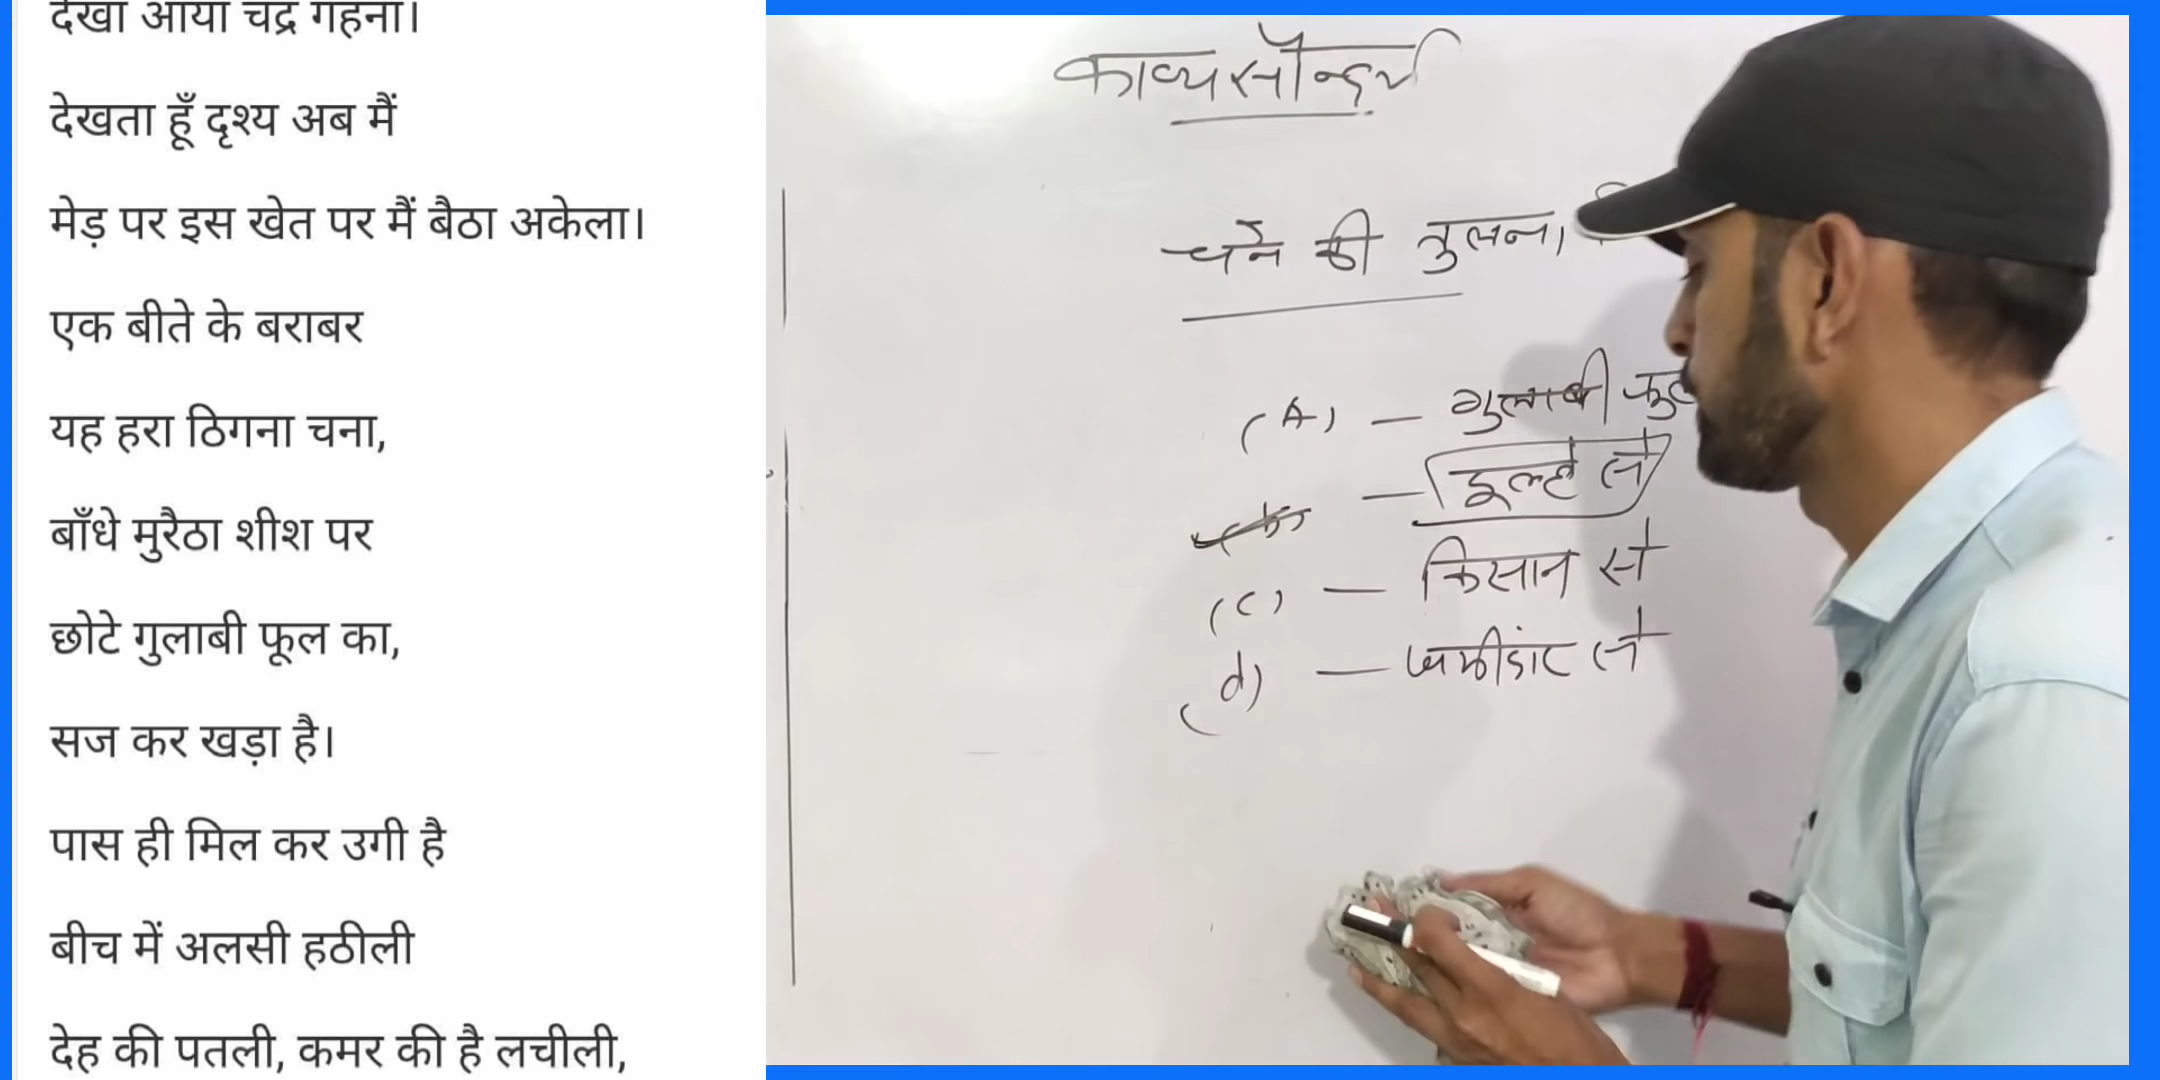 देखा आया चंद्र गहना।
देखता हूँ दृश्य अब मैं
मेड़ पर इस खेत पर मैं बैठा अकेला।
एक बीते के बराबर
यह हरा ठिगना चना,
बाँधे मुरैठा शीश पर
छोटे गुलाबी फूल का,
सज कर खड़ा है।
पास ही मिल कर उगी है
बीच में अलसी हठीली
देह की पतली, कमर की है लचीली,
काव्य सौन्दर्य
चने की तुलना
(A) — गुलाबी
(b) — दूल्हे से
(c) — किसान से
(d) — जमींदार से